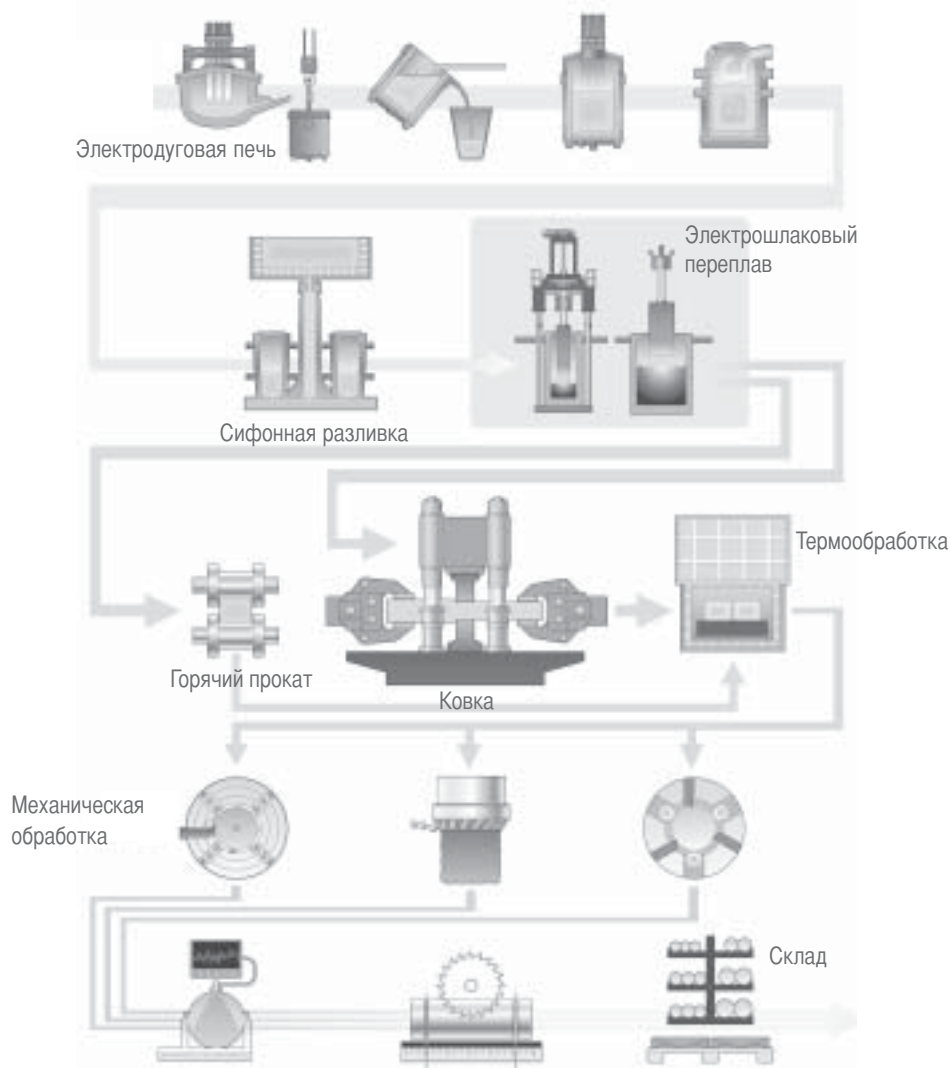 Электродуговая печь
Электрошлаковый
переплав
Сифонная разливка
Термообработка
Горячий прокат
Ковка
Механическая
обработка
Склад